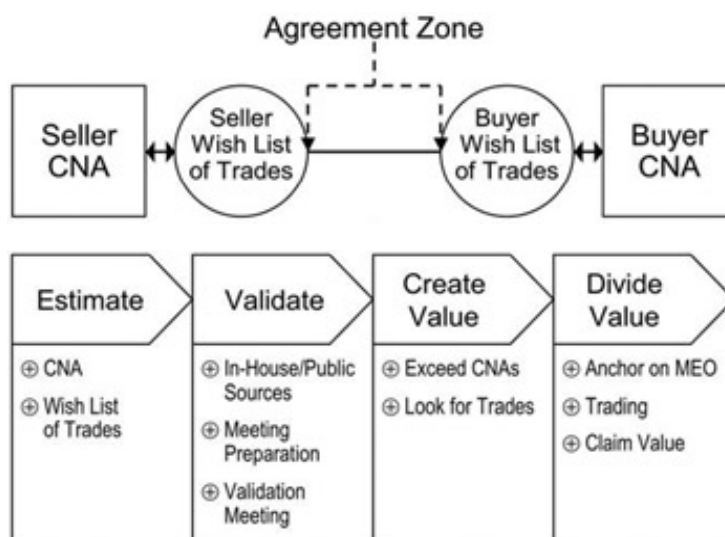 Agreement Zone
Seller
CNA
Seller
Wish List
of Trades
Buyer
Wish List
of Trades
Buyer
CNA
Estimate
⊕ CNA
⊕ Wish List
of Trades
Validate
⊕ In-House/Public
Sources
⊕ Meeting
Preparation
⊕ Validation
Meeting
Create
Value
⊕ Exceed CNAs
⊕ Look for Trades
Divide
Value
⊕ Anchor on MEO
⊕ Trading
⊕ Claim Value